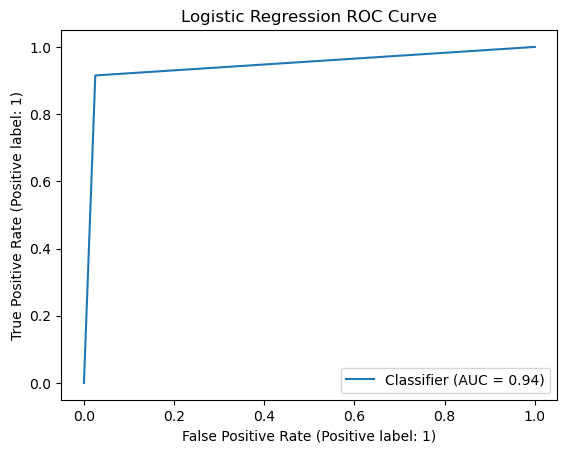 Logistic Regression ROC Curve
1.0
0.8
0.6
0.4
0.2
0.0
True Positive Rate (Positive label: 1)
Classifier (AUC = 0.94)
0.0 0.2 0.4 0.6 0.8 1.0
False Positive Rate (Positive label: 1)